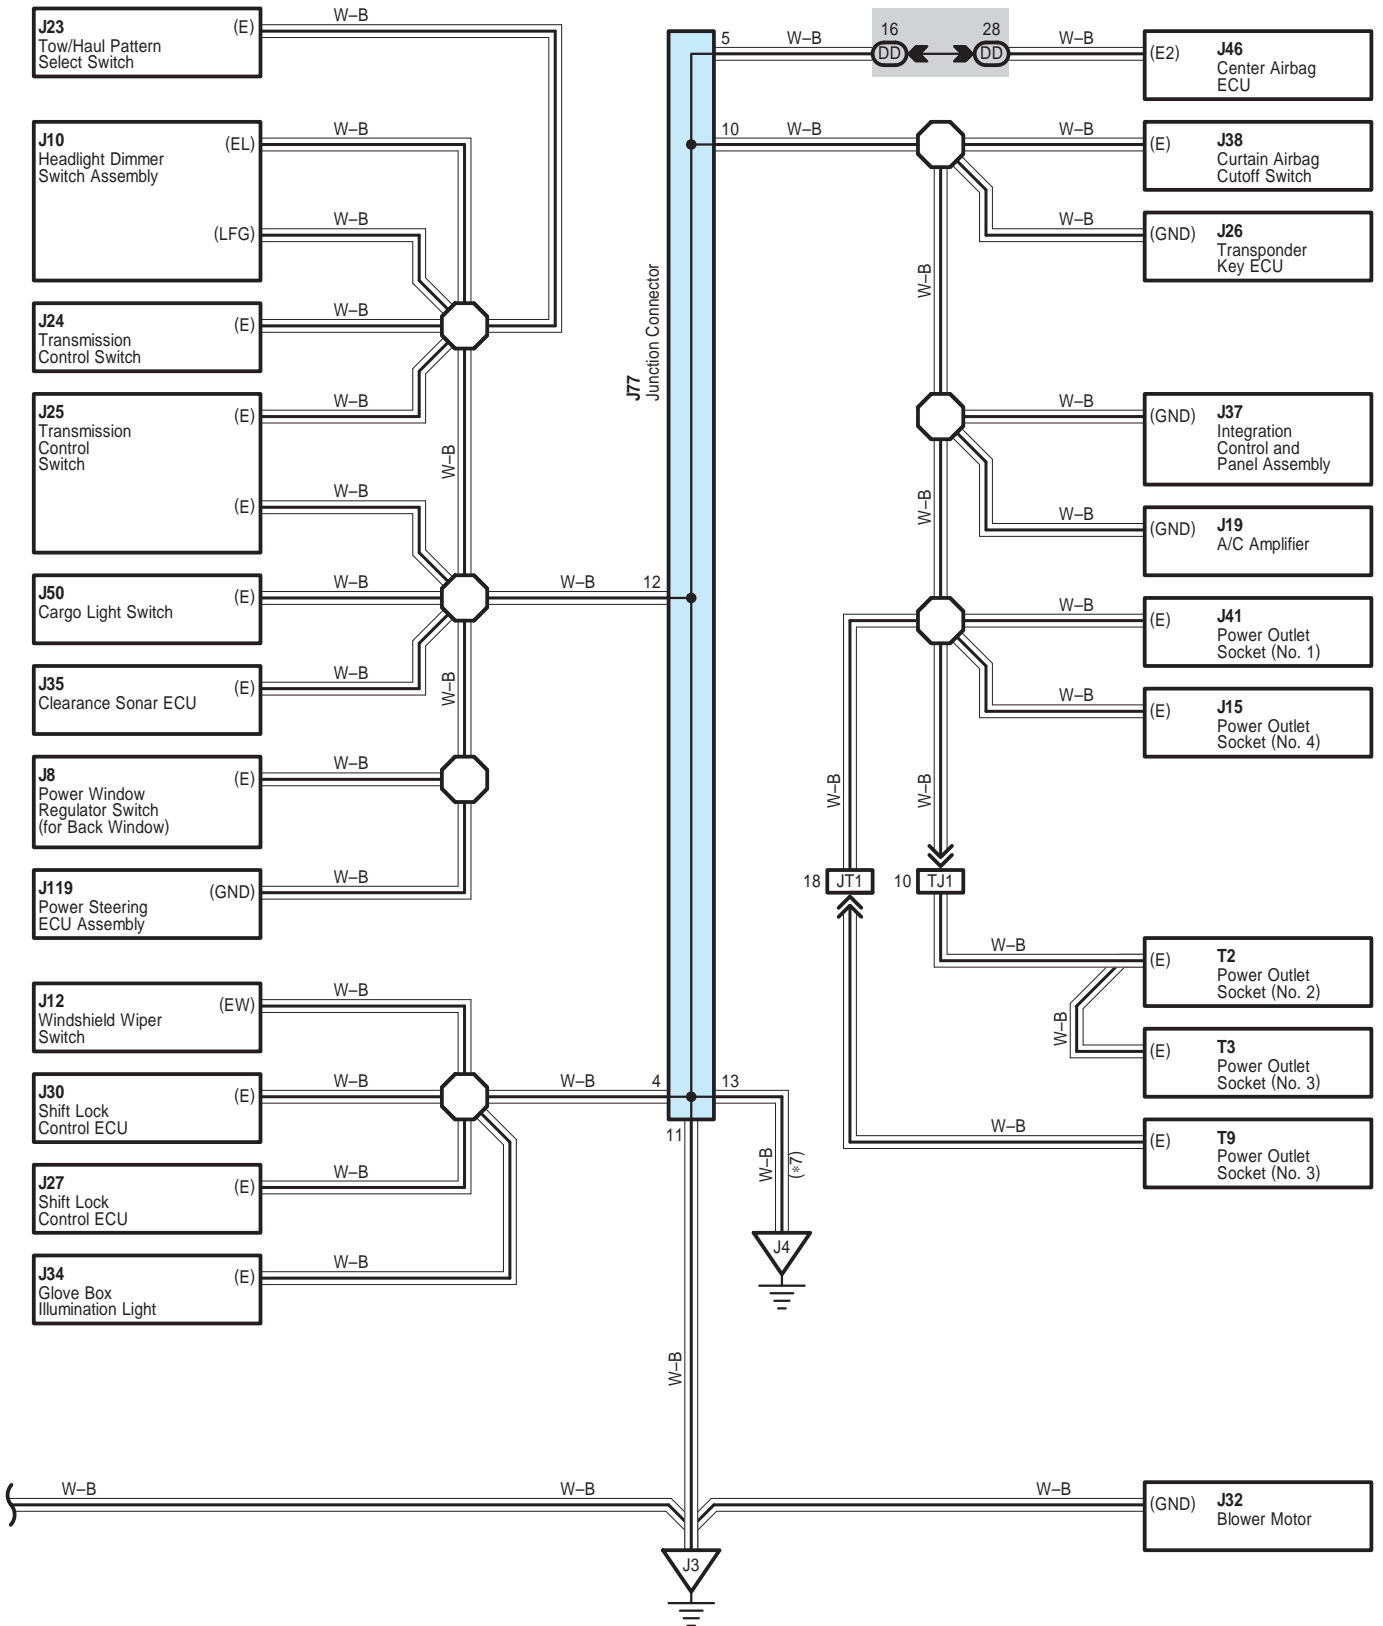 J23
(E)
Tow/Haul Pattern
Select Switch
W–B
J10
(EL)
Headlight Dimmer
Switch Assembly
W–B
(LFG)
W–B
J24
(E)
Transmission
Control Switch
W–B
J25
(E)
Transmission
Control
Switch
W–B
W–B
(E)
W–B
J50
(E)
Cargo Light Switch
W–B
W–B
12
J35
(E)
Clearance Sonar ECU
W–B
W–B
J8
(E)
Power Window
Regulator Switch
(for Back Window)
W–B
J119
(GND)
Power Steering
ECU Assembly
W–B
J12
(EW)
Windshield Wiper
Switch
W–B
J30
(E)
Shift Lock
Control ECU
W–B
W–B
4
J27
(E)
Shift Lock
Control ECU
W–B
J34
(E)
Glove Box
Illumination Light
W–B
J77
Junction Connector
5
W–B
16
DD
28
DD
W–B
(E2)
J46
Center Airbag
ECU
10
W–B
W–B
(E)
J38
Curtain Airbag
Cutoff Switch
W–B
(GND)
J26
Transponder
Key ECU
W–B
W–B
(GND)
J37
Integration
Control and
Panel Assembly
W–B
W–B
(GND)
J19
A/C Amplifier
W–B
(E)
J41
Power Outlet
Socket (No. 1)
W–B
(E)
J15
Power Outlet
Socket (No. 4)
W–B
W–B
18
JT1
10
TJ1
W–B
(E)
T2
Power Outlet
Socket (No. 2)
W–B
(E)
T3
Power Outlet
Socket (No. 3)
W–B
(E)
T9
Power Outlet
Socket (No. 3)
13
11
W–B
(*7)
J4
W–B
W–B
W–B
W–B
(GND)
J32
Blower Motor
J3